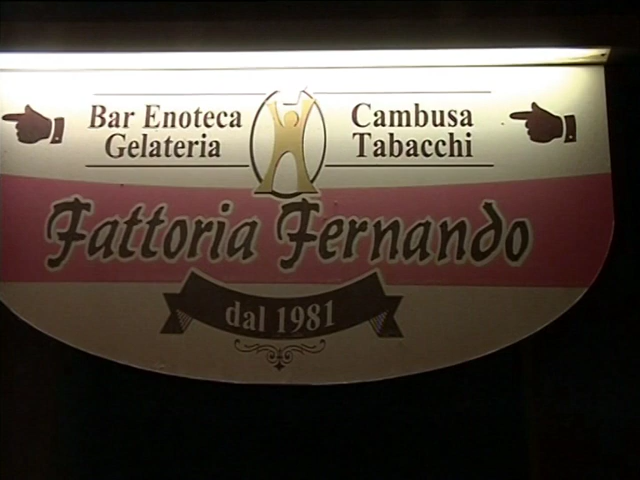 Bar Enoteca
Gelateria
Cambusa
Tabacchi
Fattoria Fernando
dal 1981